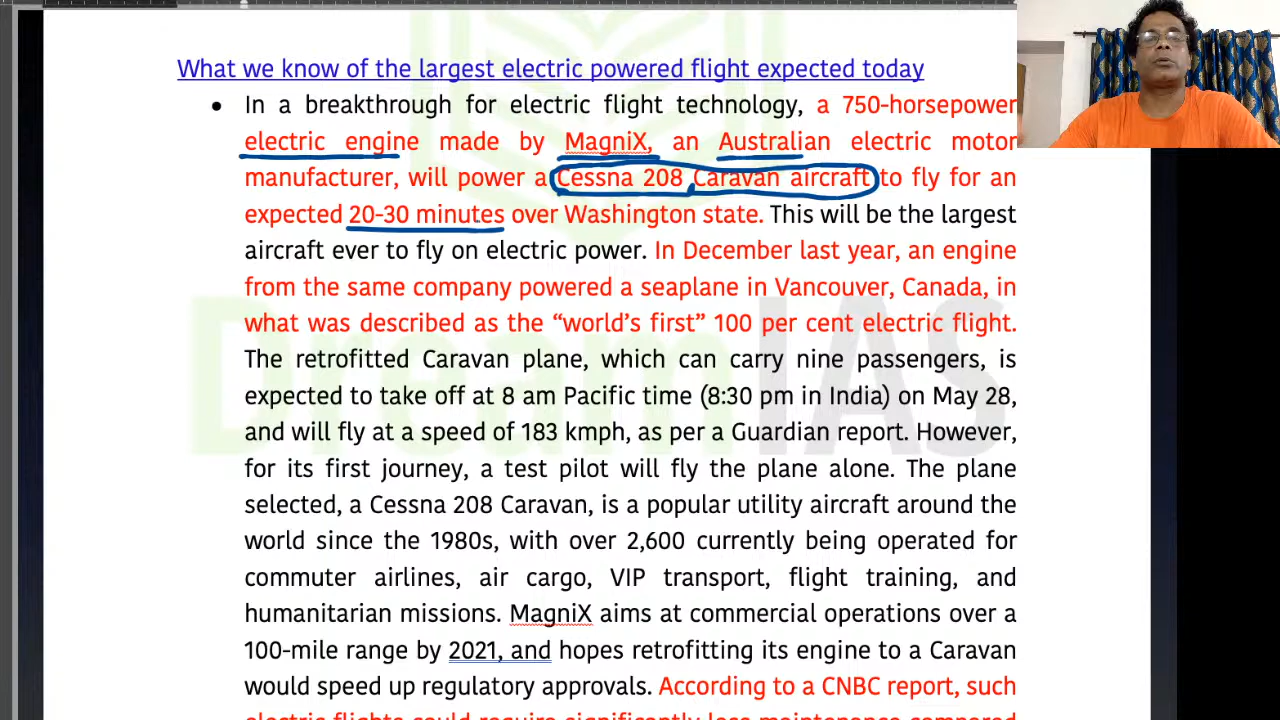 What we know of the largest electric powered flight expected today
• In a breakthrough for electric flight technology, a 750-horsepower
electric engine made by MagniX, an Australian electric motor
manufacturer, will power a Cessna 208 Caravan aircraft to fly for an
expected 20-30 minutes over Washington state. This will be the largest
aircraft ever to fly on electric power. In December last year, an engine
from the same company powered a seaplane in Vancouver, Canada, in
what was described as the “world’s first” 100 per cent electric flight.
The retrofitted Caravan plane, which can carry nine passengers, is
expected to take off at 8 am Pacific time (8:30 pm in India) on May 28,
and will fly at a speed of 183 kmph, as per a Guardian report. However,
for its first journey, a test pilot will fly the plane alone. The plane
selected, a Cessna 208 Caravan, is a popular utility aircraft around the
world since the 1980s, with over 2,600 currently being operated for
commuter airlines, air cargo, VIP transport, flight training, and
humanitarian missions. MagniX aims at commercial operations over a
100-mile range by 2021, and hopes retrofitting its engine to a Caravan
would speed up regulatory approvals. According to a CNBC report, such
electric flights could require significantly less maintenance compared
DreamIAS